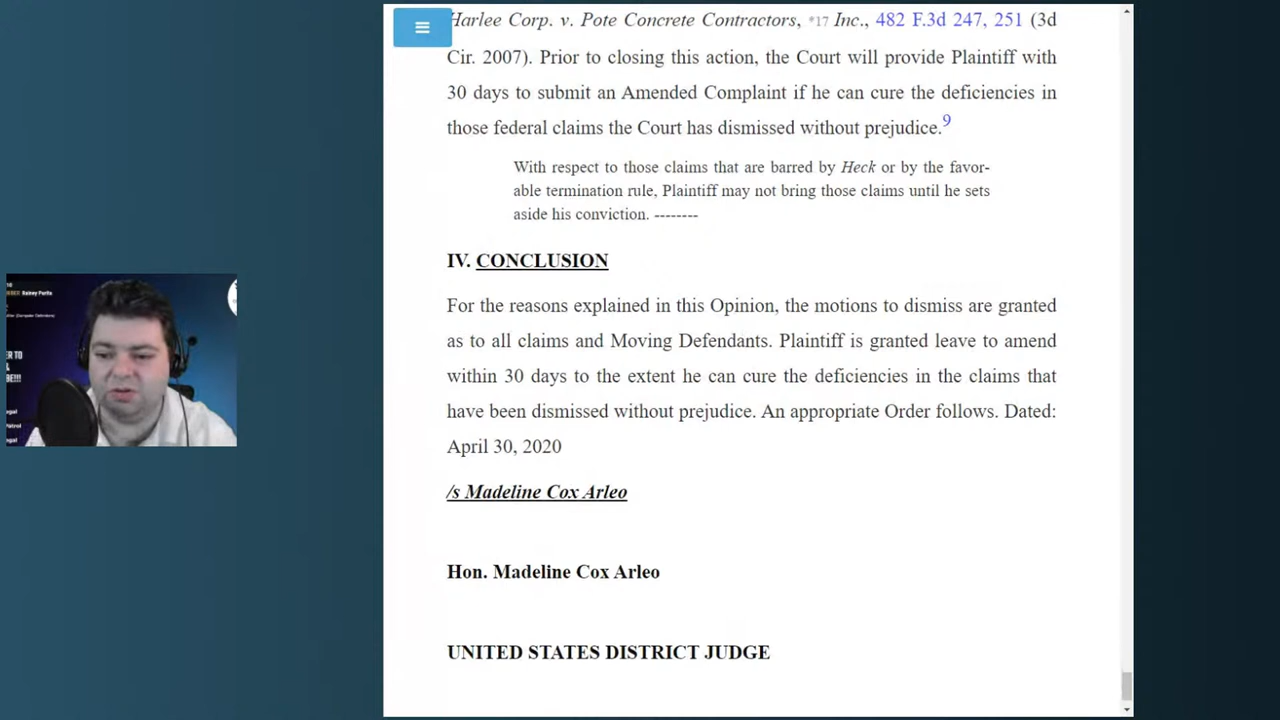 Harlee Corp. v. Pote Concrete Contractors, *17 Inc., 482 F.3d 247, 251 (3d
Cir. 2007). Prior to closing this action, the Court will provide Plaintiff with
30 days to submit an Amended Complaint if he can cure the deficiencies in
those federal claims the Court has dismissed without prejudice.9
With respect to those claims that are barred by Heck or by the favor-
able termination rule, Plaintiff may not bring those claims until he sets
aside his conviction. --------
IV. CONCLUSION
For the reasons explained in this Opinion, the motions to dismiss are granted
as to all claims and Moving Defendants. Plaintiff is granted leave to amend
within 30 days to the extent he can cure the deficiencies in the claims that
have been dismissed without prejudice. An appropriate Order follows. Dated:
April 30, 2020
/s Madeline Cox Arleo
Hon. Madeline Cox Arleo
UNITED STATES DISTRICT JUDGE